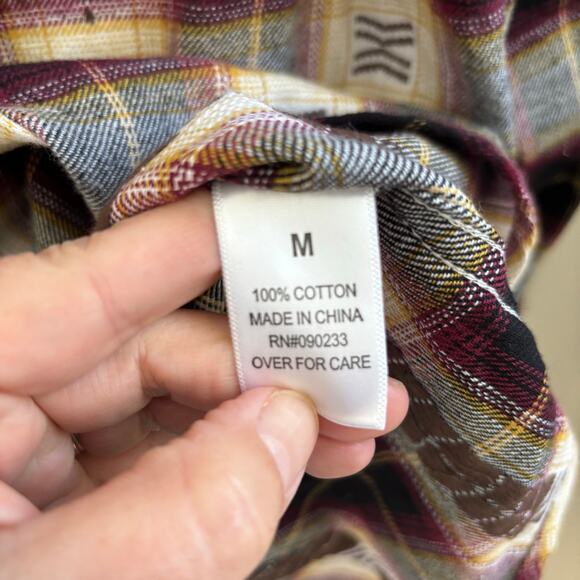 M
100% COTTON
MADE IN CHINA
RN#090233
OVER FOR CARE